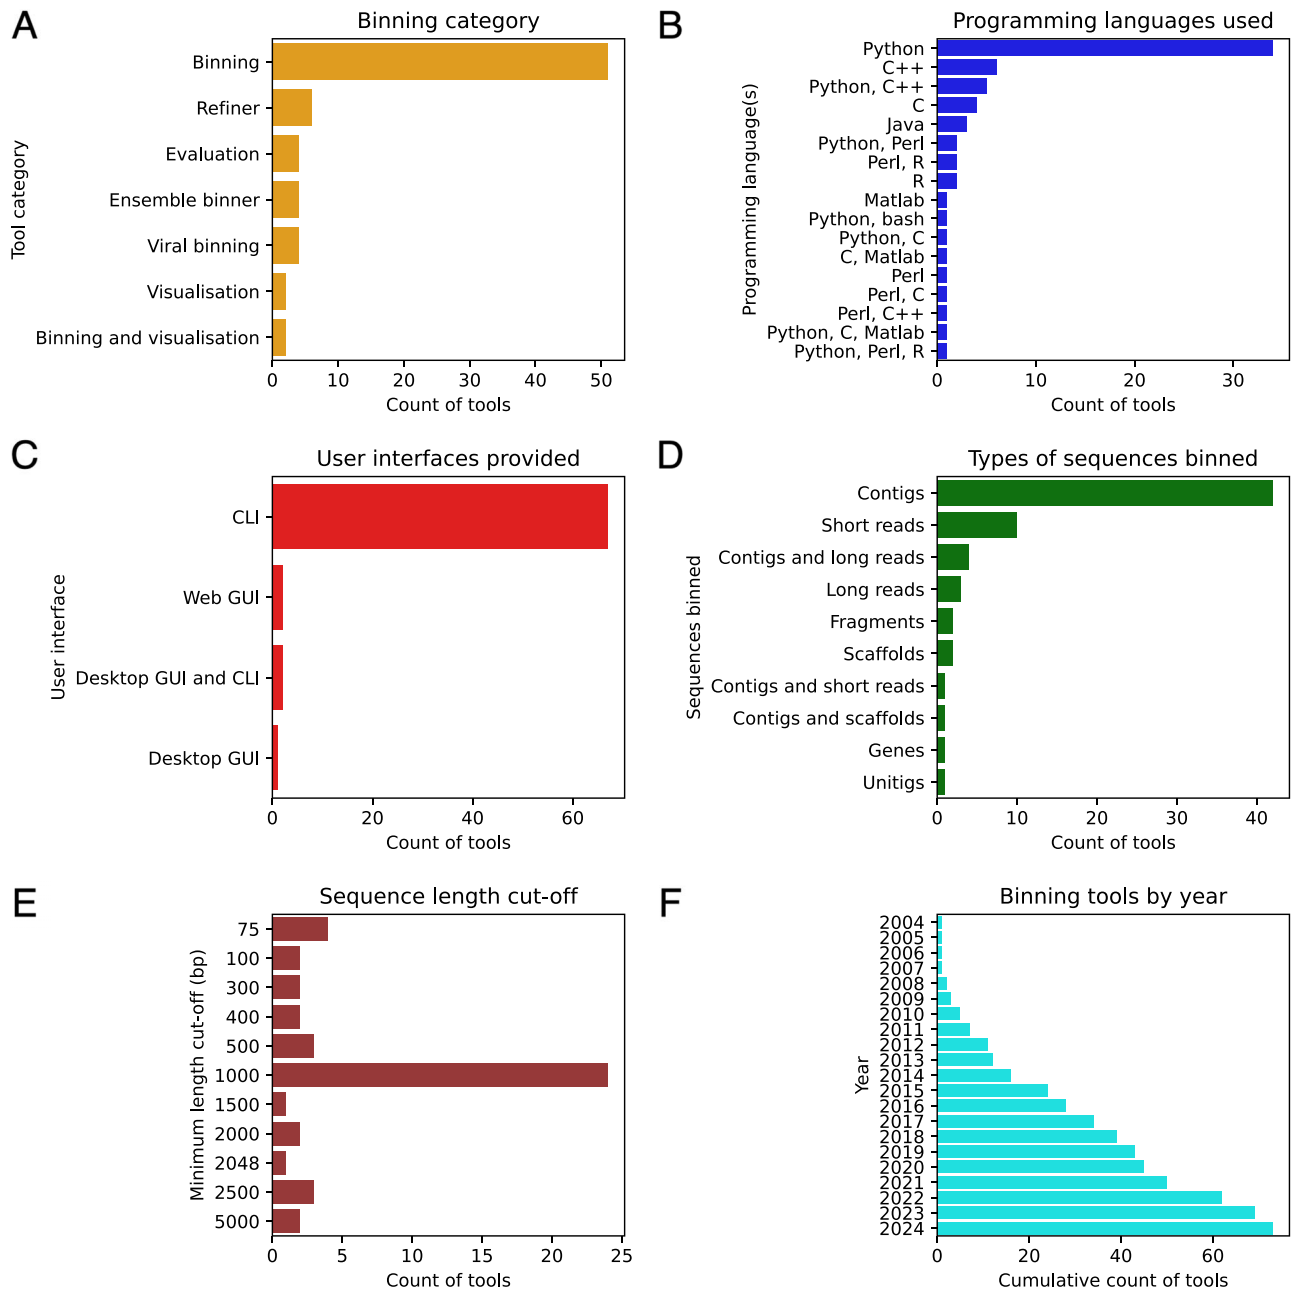 A
Binning category
Tool category
Binning
Refiner
Evaluation
Ensemble binner
Viral binning
Visualisation
Binning and visualisation
0 10 20 30 40 50
Count of tools
B
Programming languages used
Programming language(s)
Python
C++
Python, C++
C
Java
Python, Perl
Perl, R
R
Matlab
Python, bash
Python, C
C, Matlab
Perl
Perl, C
Perl, C++
Python, C, Matlab
Python, Perl, R
0 10 20 30
Count of tools
C
User interfaces provided
User interface
CLI
Web GUI
Desktop GUI and CLI
Desktop GUI
0 20 40 60
Count of tools
D
Types of sequences binned
Sequences binned
Contigs
Short reads
Contigs and long reads
Long reads
Fragments
Scaffolds
Contigs and short reads
Contigs and scaffolds
Genes
Unitigs
0 10 20 30 40
Count of tools
E
Sequence length cut-off
Minimum length cut-off (bp)
75
100
300
400
500
1000
1500
2000
2048
2500
5000
0 5 10 15 20 25
Count of tools
F
Binning tools by year
Year
2004
2005
2006
2007
2008
2009
2010
2011
2012
2013
2014
2015
2016
2017
2018
2019
2020
2021
2022
2023
2024
0 20 40 60
Cumulative count of tools